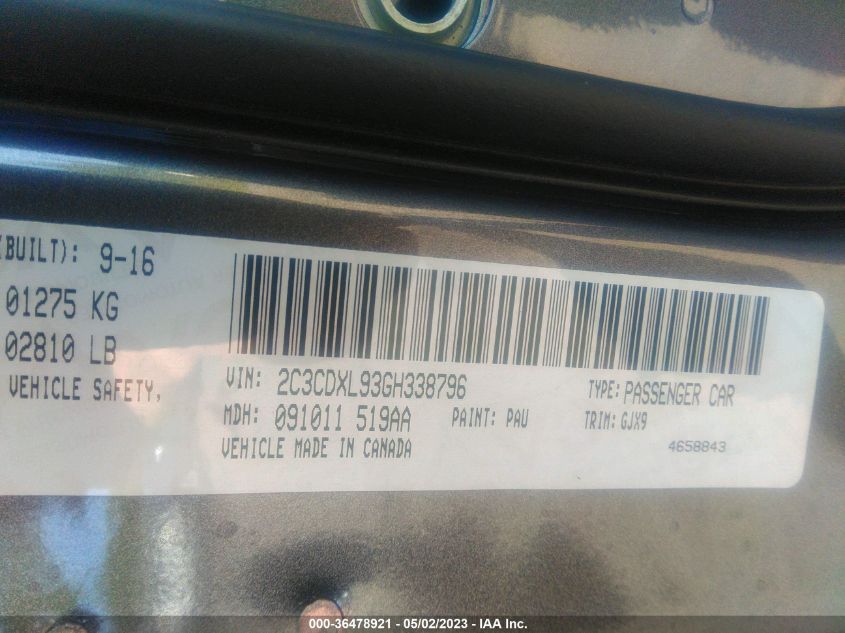 (BUILT): 9-16
01275 KG
02810 LB
VEHICLE SAFETY,
VIN: 2C3CDXL93GH338796
TYPE: PASSENGER CAR
MDH: 091011 519AA
PAINT: PAU
TRIM: GJX9
VEHICLE MADE IN CANADA
4658843
000-36478921 - 05/02/2023 - IAA Inc.